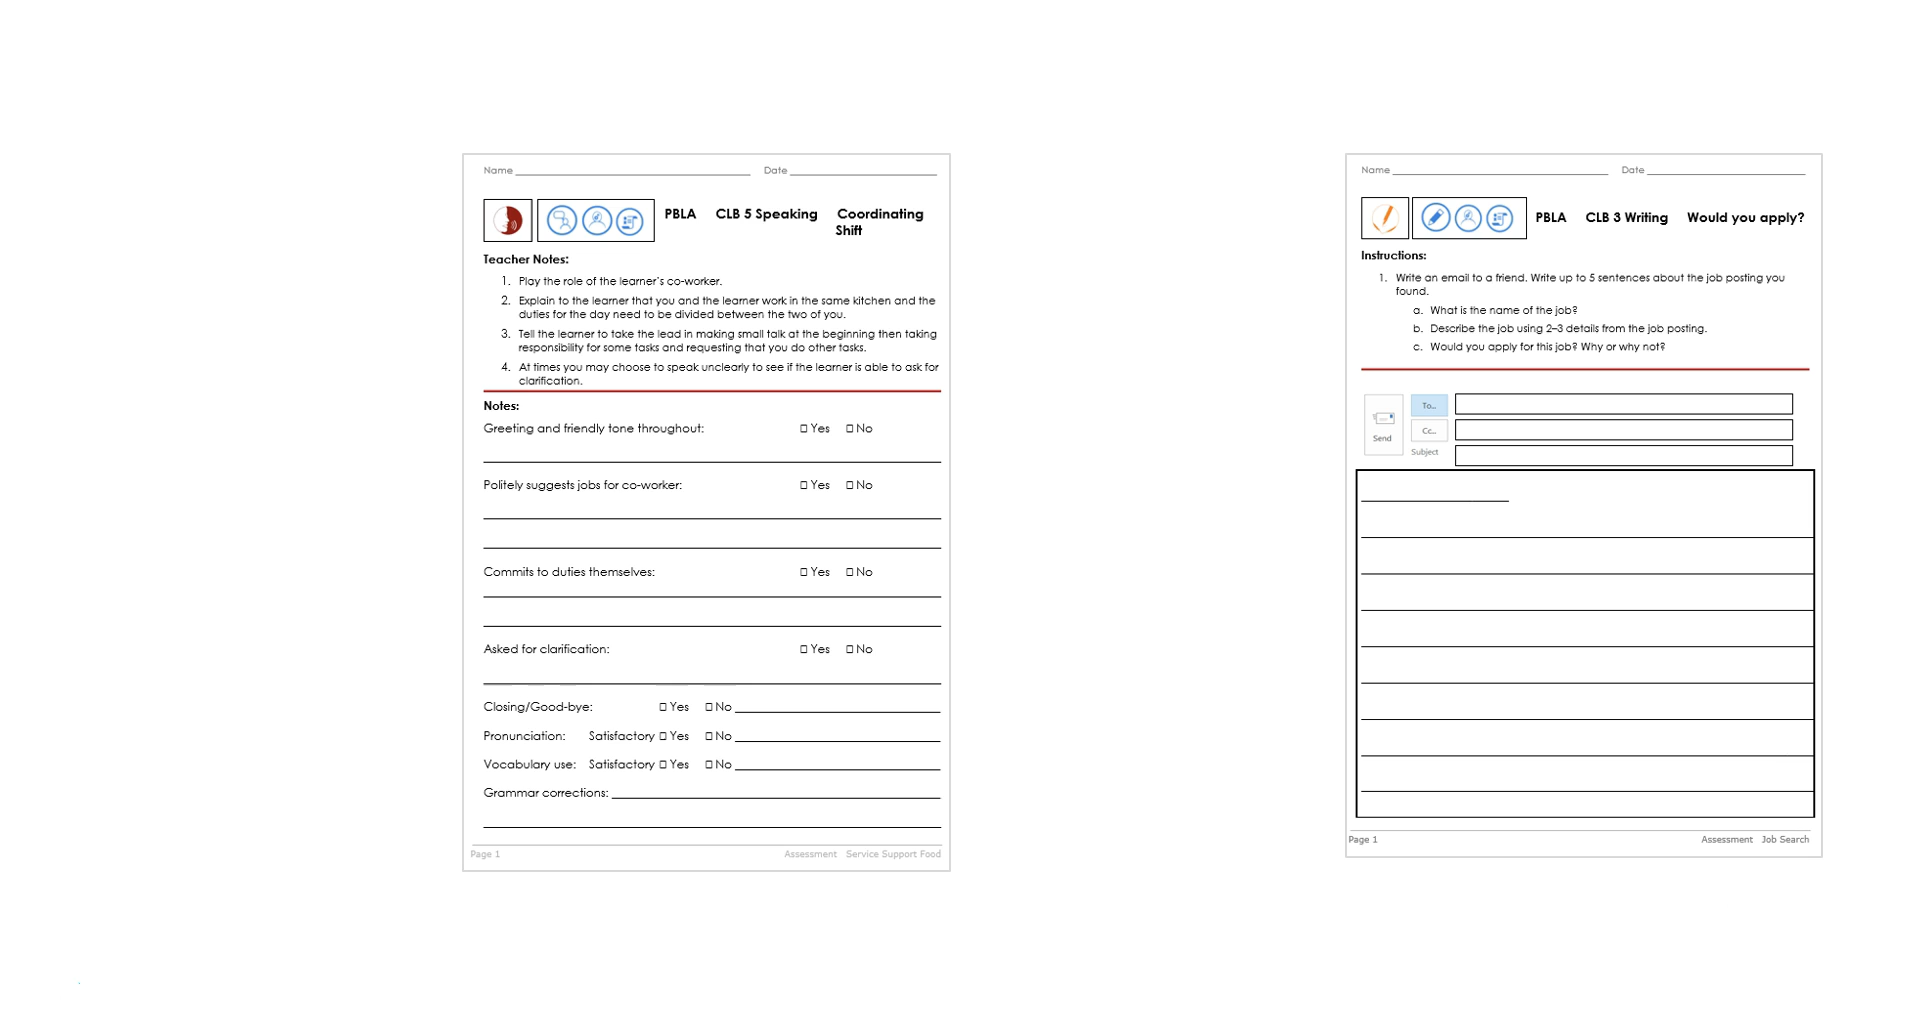 Name Date
PBLA CLB 5 Speaking Coordinating
Shift
Teacher Notes:
1. Play the role of the learner's co-worker.
2. Explain to the learner that you and the learner work in the same kitchen and the
duties for the day need to be divided between the two of you.
3. Tell the learner to take the lead in making small talk at the beginning then taking
responsibility for some tasks and requesting that you do other tasks.
4. At times you may choose to speak unclearly to see if the learner is able to ask for
clarification.
Notes:
Greeting and friendly tone throughout: □ Yes □ No
Politely suggests jobs for co-worker: □ Yes □ No
Commits to duties themselves: □ Yes □ No
Asked for clarification: □ Yes □ No
Closing/Good-bye: □ Yes □ No
Pronunciation: Satisfactory □ Yes □ No
Vocabulary use: Satisfactory □ Yes □ No
Grammar corrections:
Page 1 Assessment Service Support Food
Name Date
PBLA CLB 3 Writing Would you apply?
Instructions:
1. Write an email to a friend. Write up to 5 sentences about the job posting you
found.
a. What is the name of the job?
b. Describe the job using 2–3 details from the job posting.
c. Would you apply for this job? Why or why not?
To...
Cc...
Send
Subject
Page 1 Assessment Job Search